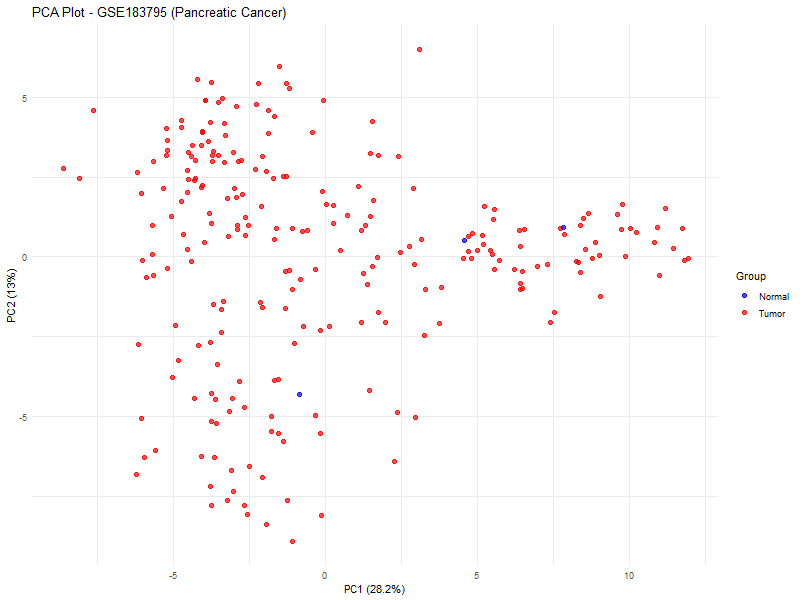 PCA Plot - GSE183795 (Pancreatic Cancer)
5
0
-5
PC2 (13%)
-5
0
5
10
PC1 (28.2%)
Group
Normal
Tumor